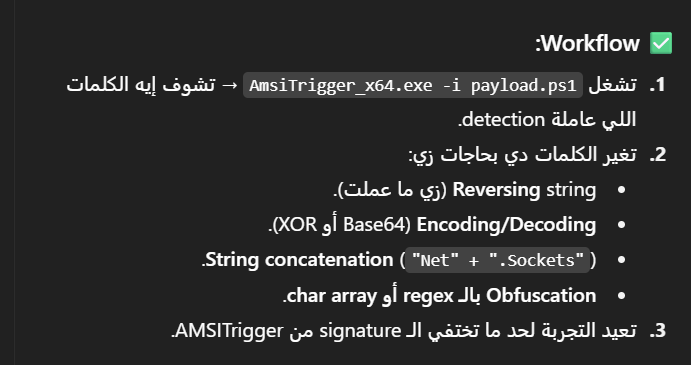 ✅ Workflow:
1. تشغل AmsiTrigger_x64.exe -i payload.ps1 → تشوف إيه الكلمات
اللي عاملة detection.
2. تغير الكلمات دي بحاجات زي:
• Reversing string (زي ما عملت).
• Encoding/Decoding (Base64 أو XOR).
• String concatenation ("Net" + ".Sockets").
• Obfuscation بالـ regex أو char array.
3. تعيد التجربة لحد ما تختفي الـ signature من AMSITrigger.